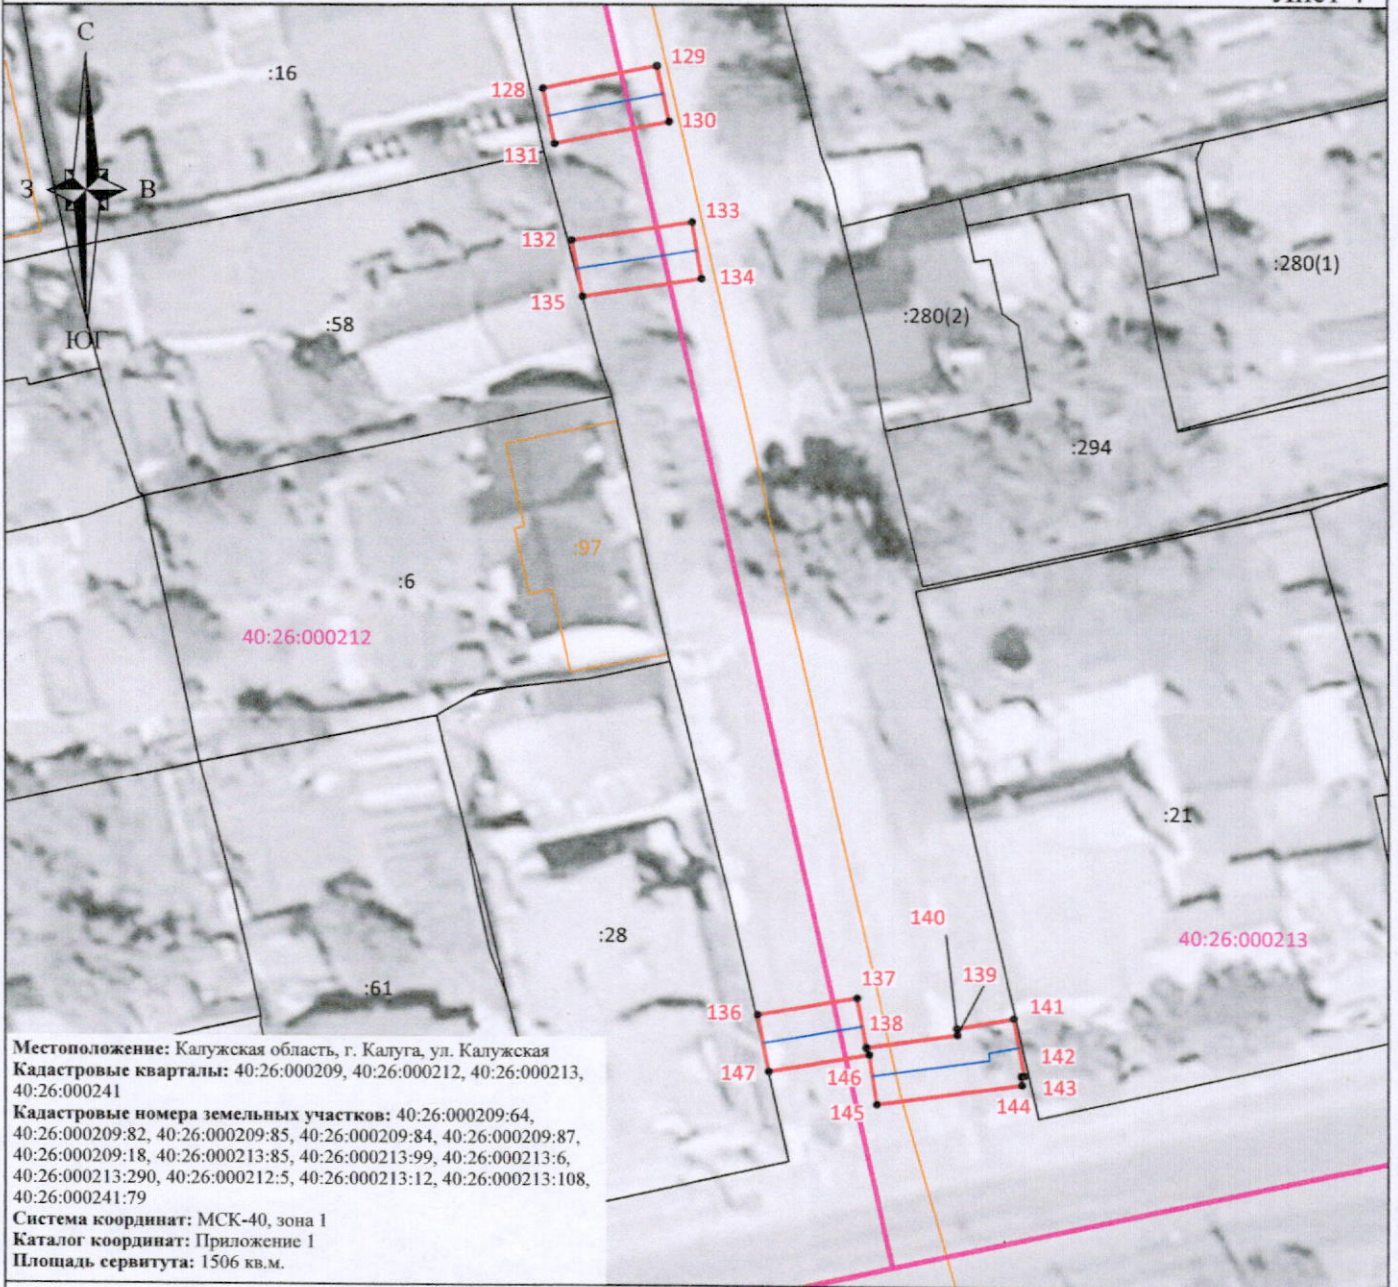 С
:16
129
128
130
131
З
В
133
132
134
135
:280(1)
:280(2)
:58
ЮГ
:294
:97
:6
40:26:000212
:21
140
40:26:000213
:28
139
137
:61
136
141
138
142
147
146
143
144
145
Местоположение: Калужская область, г. Калуга, ул. Калужская
Кадастровые кварталы: 40:26:000209, 40:26:000212, 40:26:000213,
40:26:000241
Кадастровые номера земельных участков: 40:26:000209:64,
40:26:000209:82, 40:26:000209:85, 40:26:000209:84, 40:26:000209:87,
40:26:000209:18, 40:26:000213:85, 40:26:000213:99, 40:26:000213:6,
40:26:000213:290, 40:26:000212:5, 40:26:000213:12, 40:26:000213:108,
40:26:000241:79
Система координат: МСК-40, зона 1
Каталог координат: Приложение 1
Площадь сервитута: 1506 кв.м.